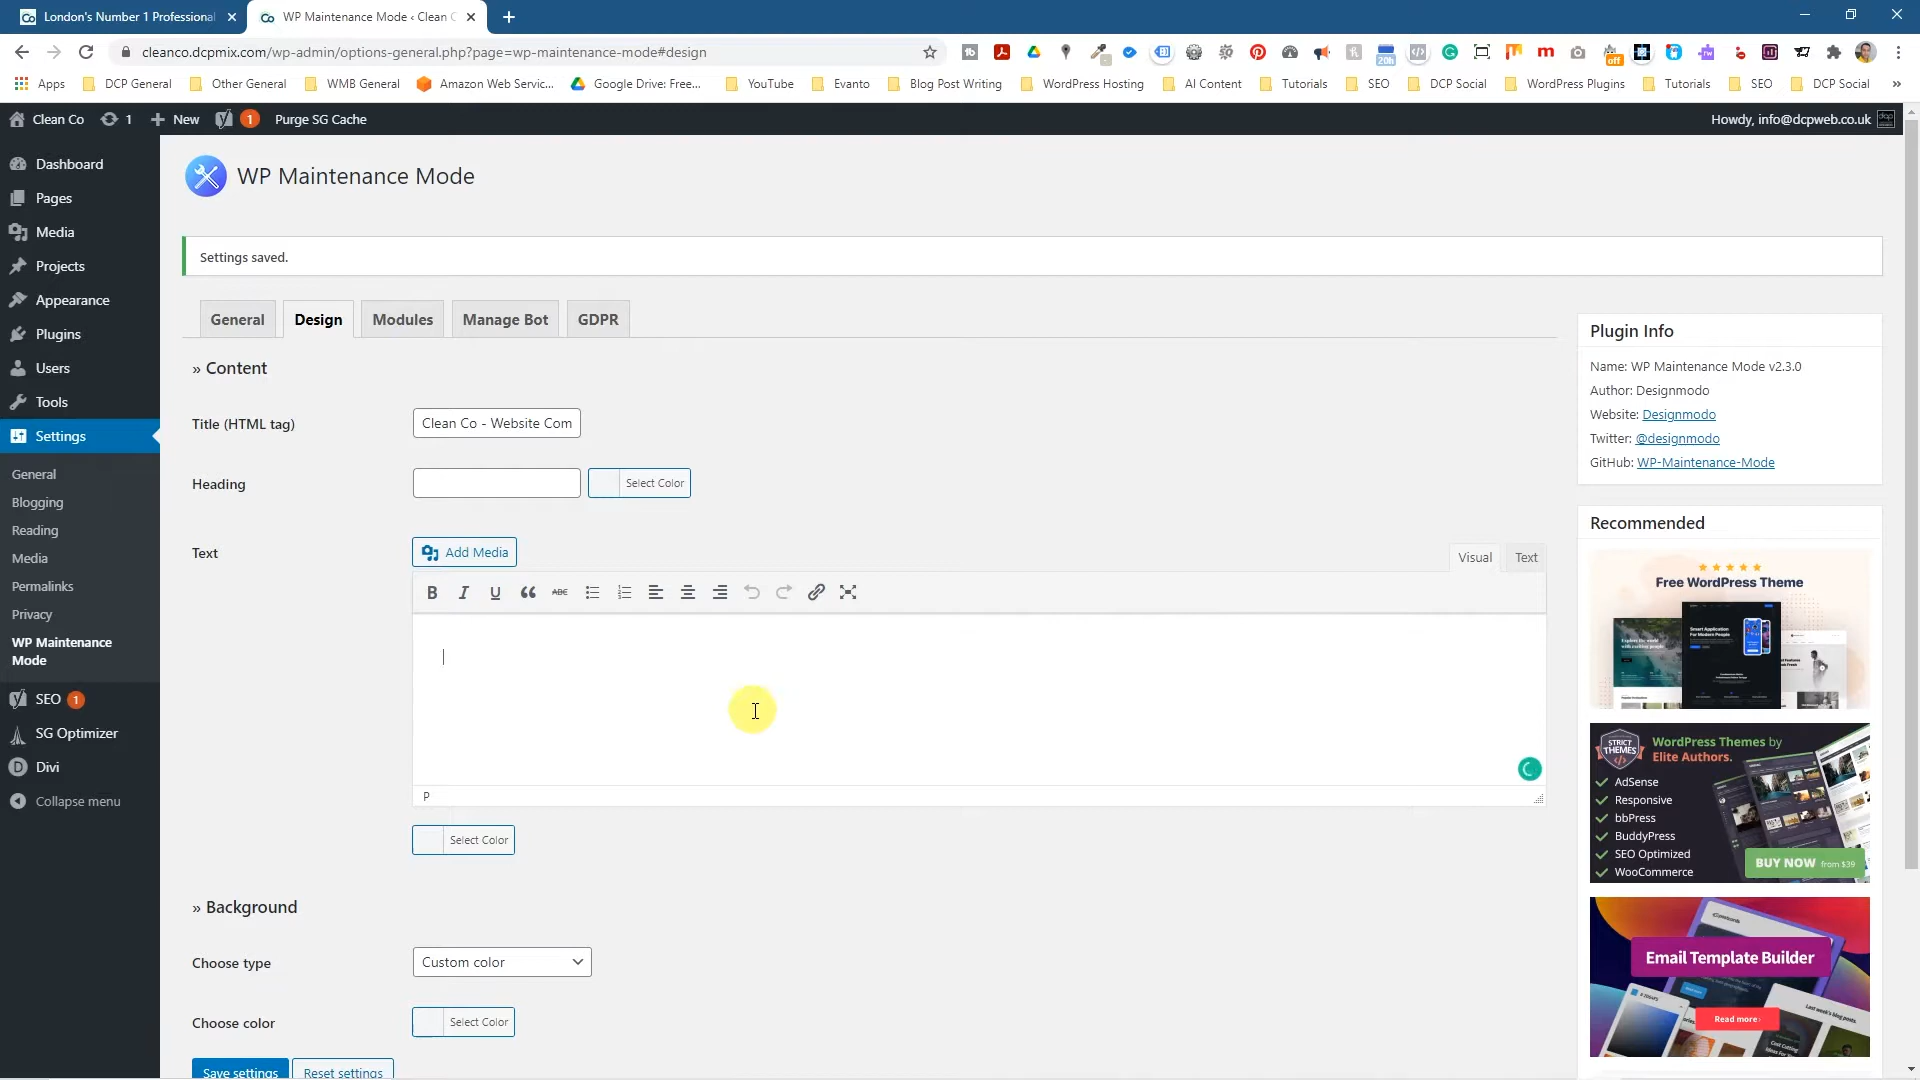 London's Number 1 Professional
WP Maintenance Mode ‹ Clean C
cleanco.dcpmix.com/wp-admin/options-general.php?page=wp-maintenance-mode#design
20h
off
Apps
DCP General
Other General
WMB General
Amazon Web Servic...
Google Drive: Free...
YouTube
Evanto
Blog Post Writing
WordPress Hosting
AI Content
Tutorials
SEO
DCP Social
WordPress Plugins
Tutorials
SEO
DCP Social
»
Clean Co
1
New
1
Purge SG Cache
Howdy, info@dcpweb.co.uk
Dashboard
Pages
Media
Projects
Appearance
Plugins
Users
Tools
Settings
General
Blogging
Reading
Media
Permalinks
Privacy
WP Maintenance
Mode
SEO 1
SG Optimizer
Divi
Collapse menu
WP Maintenance Mode
Settings saved.
General
Design
Modules
Manage Bot
GDPR
» Content
Title (HTML tag)
Clean Co - Website Com
Heading
Select Color
Text
Add Media
Visual
Text
B I U ABC
P
Select Color
» Background
Choose type
Custom color
Choose color
Select Color
Save settings
Reset settings
Plugin Info
Name: WP Maintenance Mode v2.3.0
Author: Designmodo
Website: Designmodo
Twitter: @designmodo
GitHub: WP-Maintenance-Mode
Recommended
Free WordPress Theme
STRICT
THEMES
WordPress Themes by
Elite Authors.
AdSense
Responsive
bbPress
BuddyPress
SEO Optimized
WooCommerce
BUY NOW from $39
Email Template Builder
Read more ›